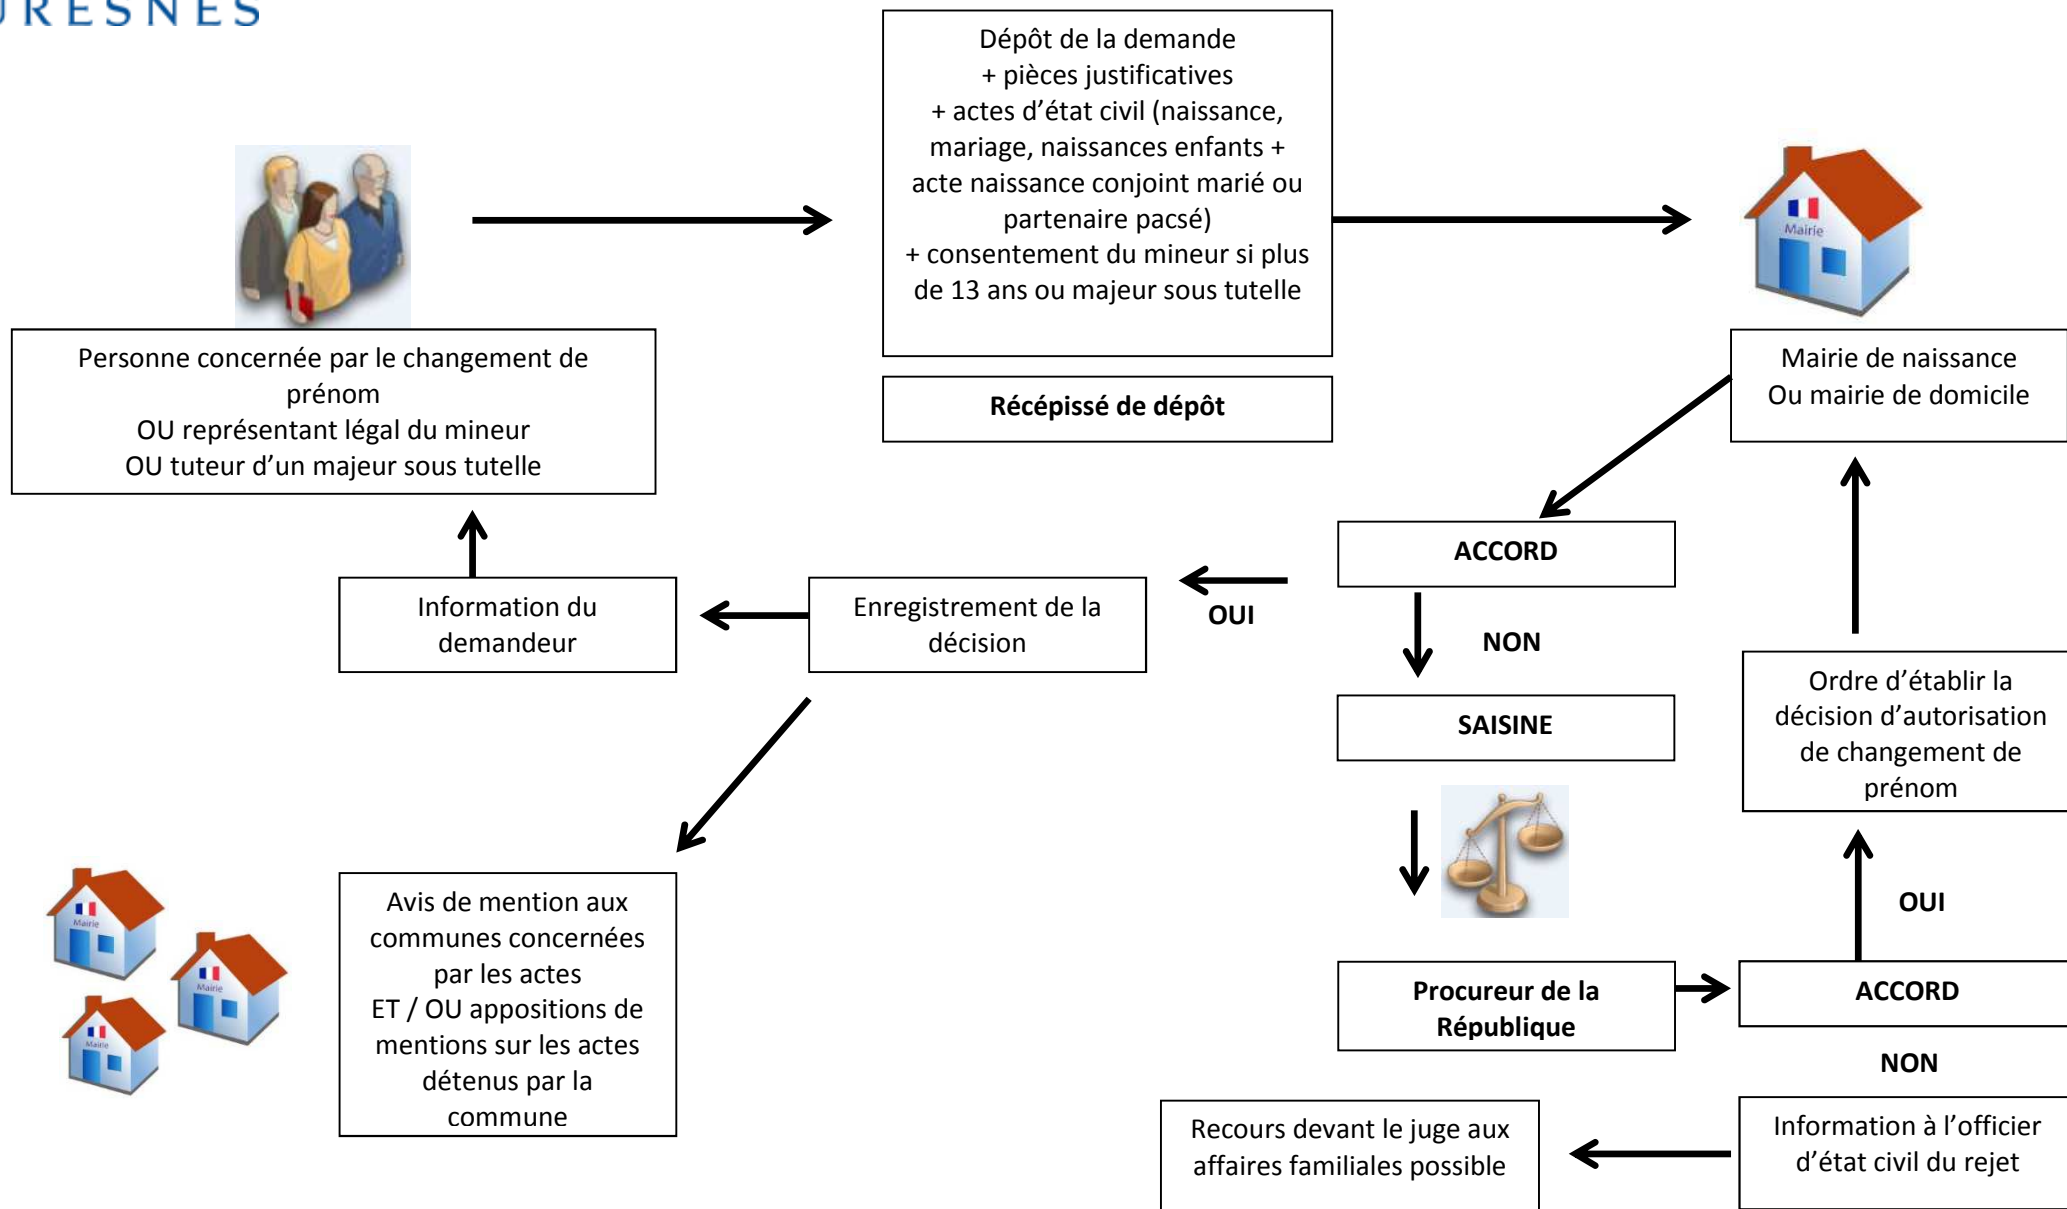 URESNES
Dépôt de la demande
+ pièces justificatives
+ actes d’état civil (naissance,
mariage, naissances enfants +
acte naissance conjoint marié ou
partenaire pacsé)
+ consentement du mineur si plus
de 13 ans ou majeur sous tutelle
Récépissé de dépôt
Mairie
Mairie de naissance
Ou mairie de domicile
Personne concernée par le changement de
prénom
OU représentant légal du mineur
OU tuteur d’un majeur sous tutelle
ACCORD
OUI
NON
Enregistrement de la
décision
Information du
demandeur
SAISINE
Ordre d’établir la
décision d’autorisation
de changement de
prénom
Avis de mention aux
communes concernées
par les actes
ET / OU appositions de
mentions sur les actes
détenus par la
commune
Mairie
Mairie
Mairie
OUI
Procureur de la
République
ACCORD
NON
Information à l’officier
d’état civil du rejet
Recours devant le juge aux
affaires familiales possible